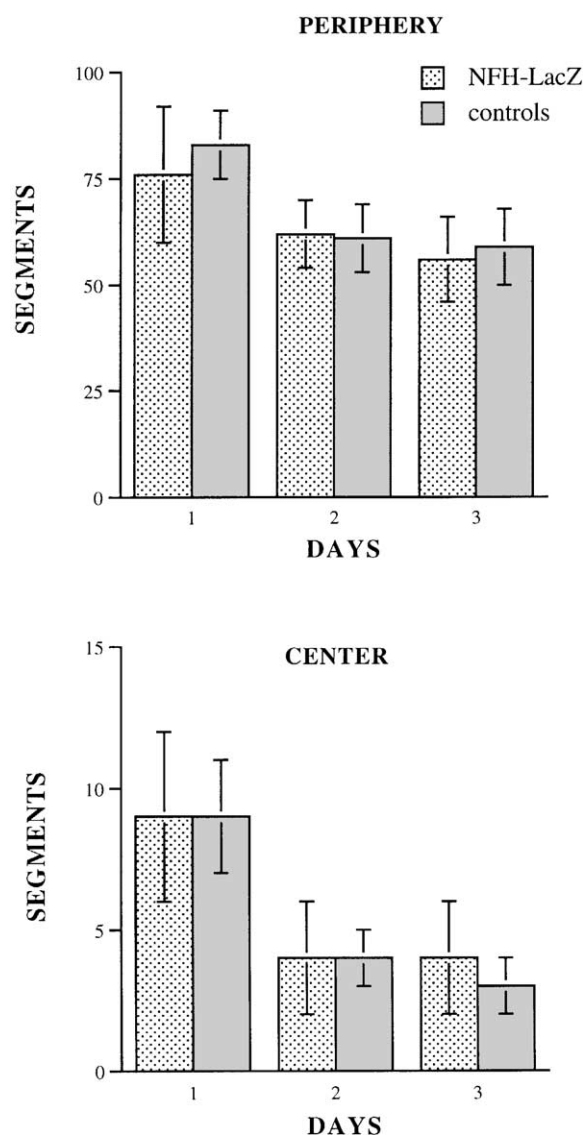 PERIPHERY
NFH-LacZ
controls
100
75
50
25
0
SEGMENTS
1 2 3
DAYS
CENTER
15
10
5
0
SEGMENTS
1 2 3
DAYS